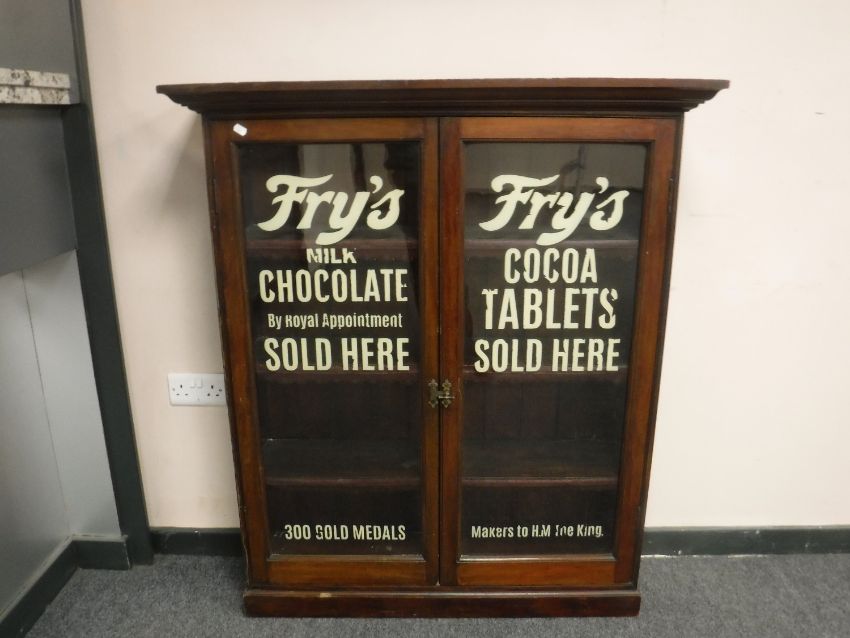 Fry's
MILK
CHOCOLATE
By Royal Appointment
SOLD HERE
300 GOLD MEDALS
Fry's
COCOA
TABLETS
SOLD HERE
Makers to H.M The King.